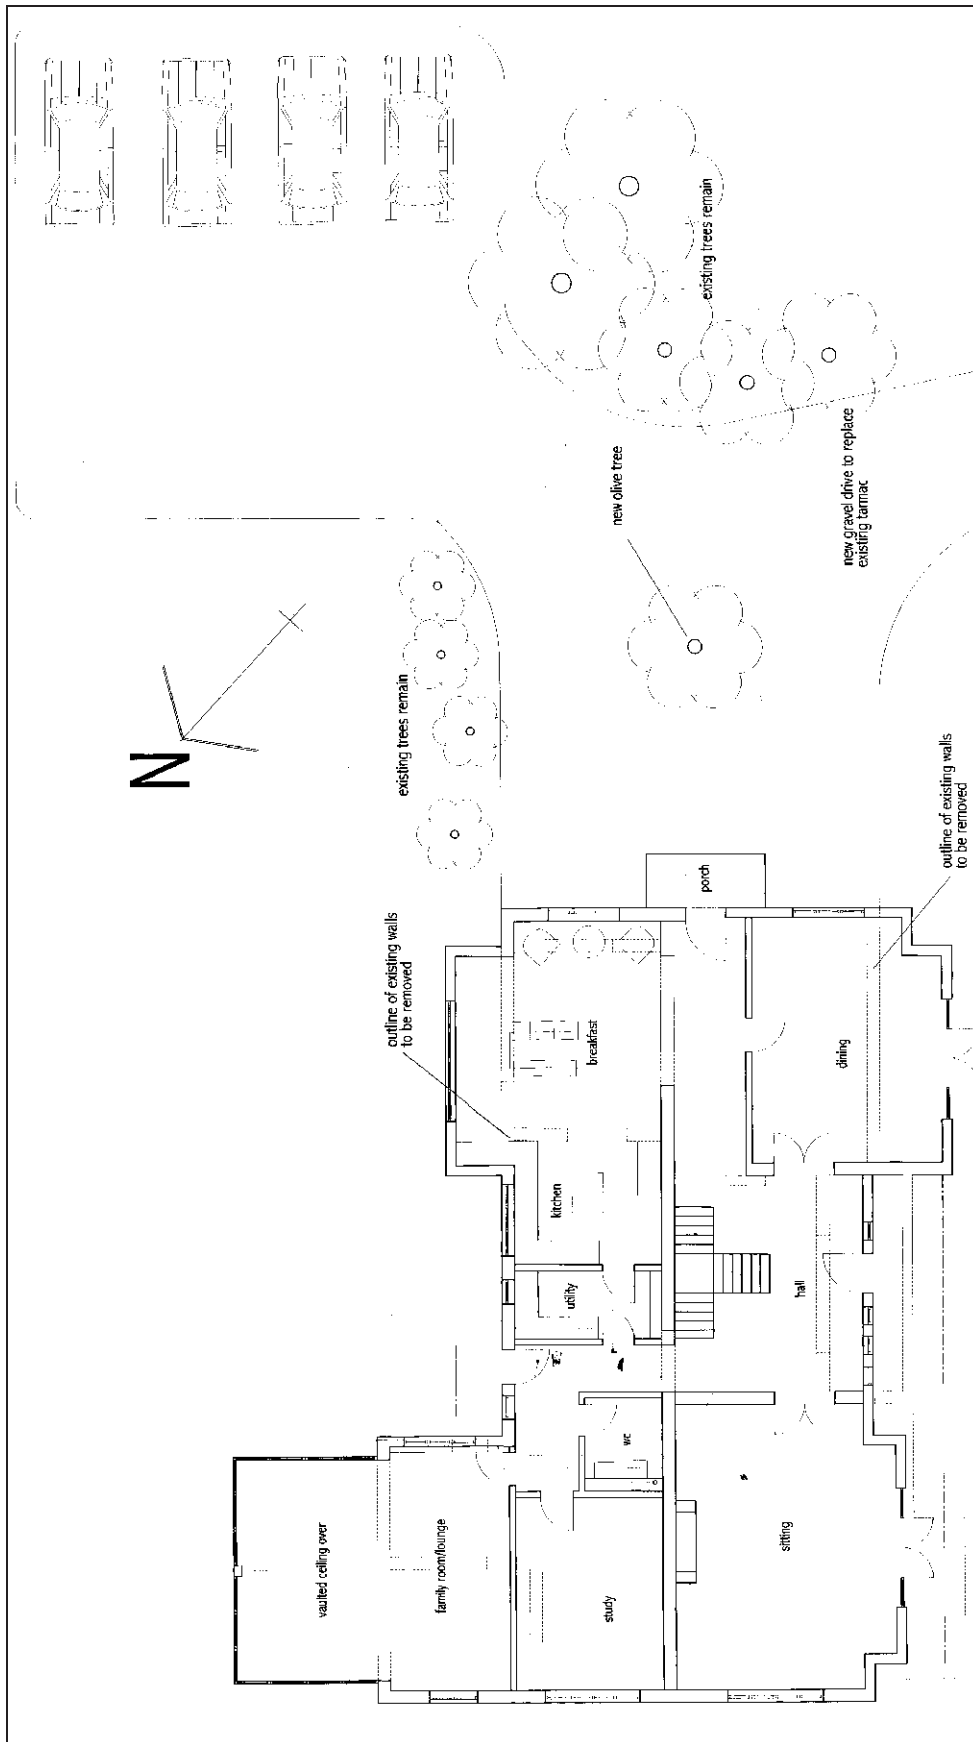 existing trees remain
new olive tree
new gravel drive to replace
existing tarmac
existing trees remain
N
outline of existing walls
to be removed
outline of existing walls
to be removed
porch
breakfast
dining
kitchen
utility
hall
wc
vaulted ceiling over
family room/lounge
study
sitting